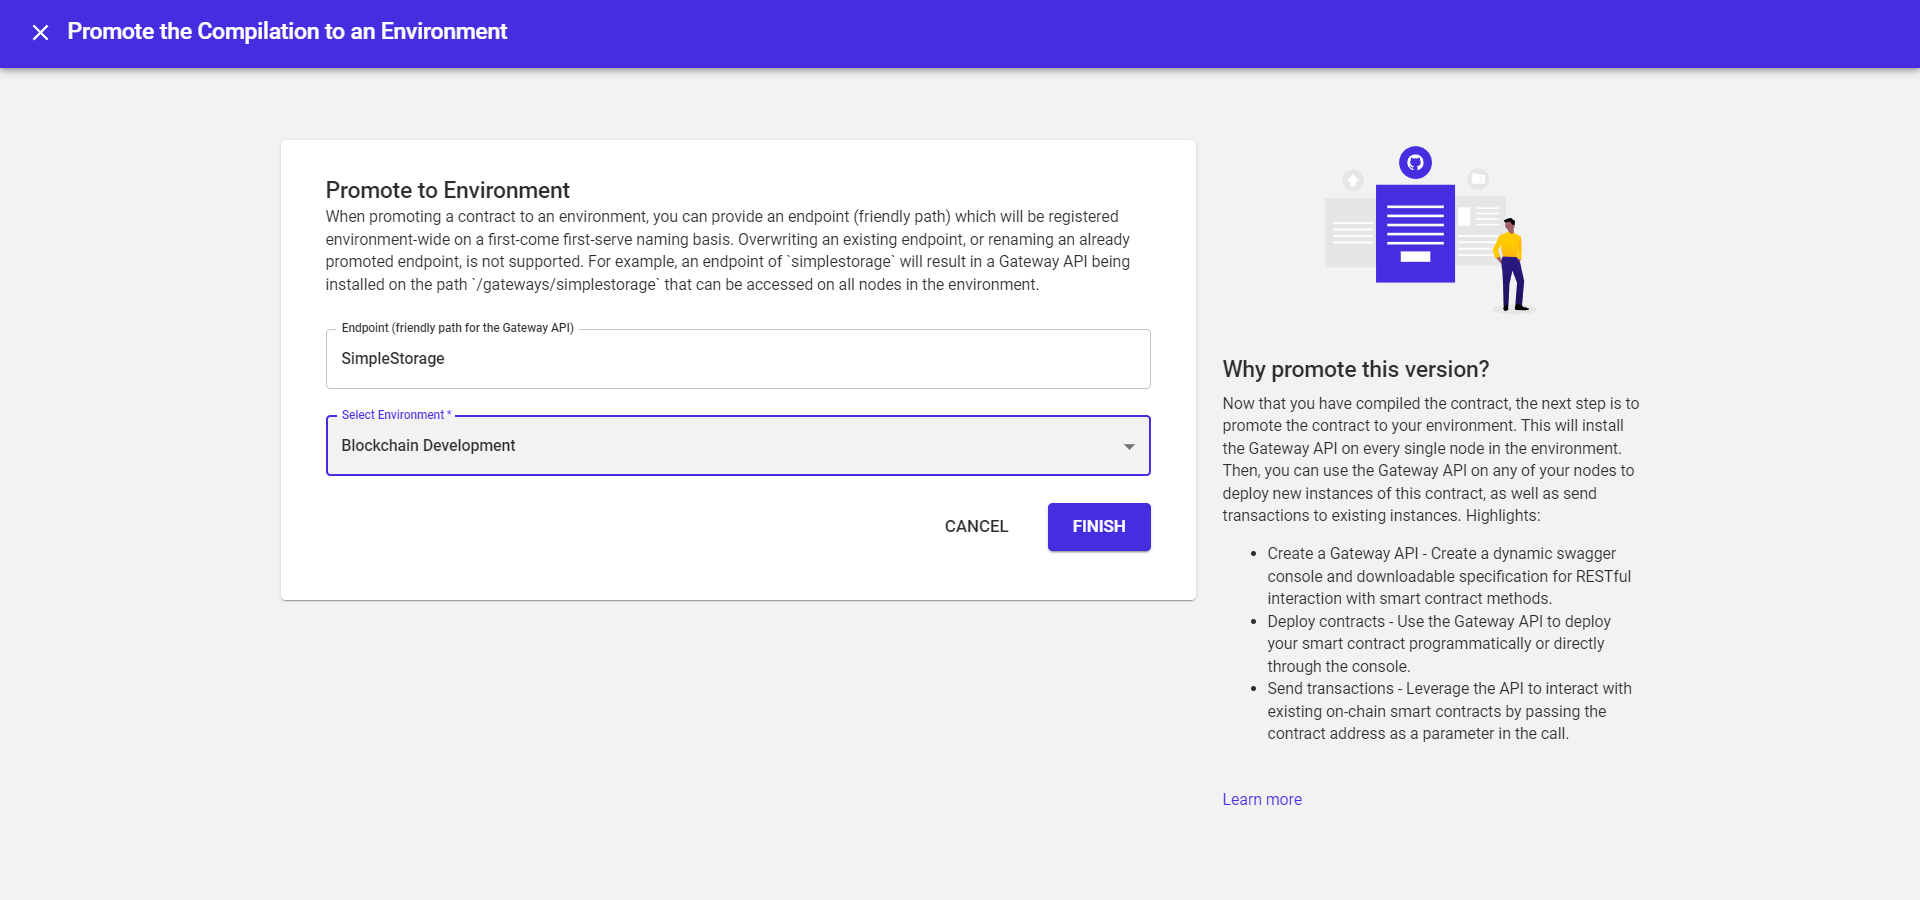 Promote the Compilation to an Environment
Promote to Environment
When promoting a contract to an environment, you can provide an endpoint (friendly path) which will be registered
environment-wide on a first-come first-serve naming basis. Overwriting an existing endpoint, or renaming an already
promoted endpoint, is not supported. For example, an endpoint of `simplestorage` will result in a Gateway API being
installed on the path `/gateways/simplestorage` that can be accessed on all nodes in the environment.
Endpoint (friendly path for the Gateway API)
SimpleStorage
Select Environment *
Blockchain Development
CANCEL
FINISH
Why promote this version?
Now that you have compiled the contract, the next step is to
promote the contract to your environment. This will install
the Gateway API on every single node in the environment.
Then, you can use the Gateway API on any of your nodes to
deploy new instances of this contract, as well as send
transactions to existing instances. Highlights:
• Create a Gateway API - Create a dynamic swagger
console and downloadable specification for RESTful
interaction with smart contract methods.
• Deploy contracts - Use the Gateway API to deploy
your smart contract programmatically or directly
through the console.
• Send transactions - Leverage the API to interact with
existing on-chain smart contracts by passing the
contract address as a parameter in the call.
Learn more